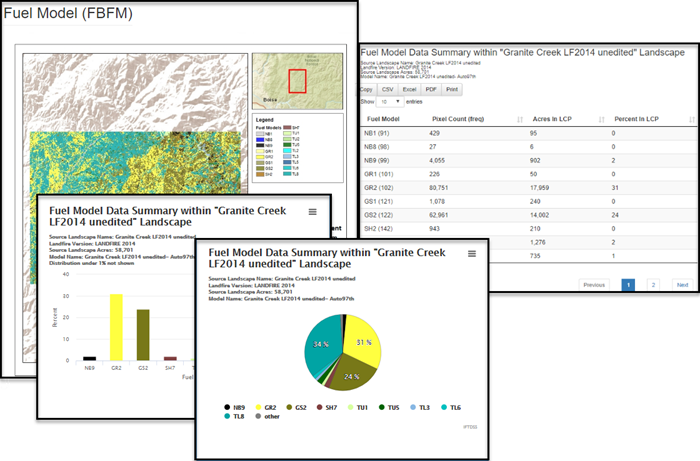 Fuel Model (FBFM)
Boise
Legend
Fuel Models
NB1
NB8
NB9
GR1
GR2
GS1
GS2
SH2
SH7
TU1
TU5
TL3
TL6
TL8
Fuel Model Data Summary within "Granite Creek LF2014 unedited" Landscape
Source Landscape Name: Granite Creek LF2014 unedited
Landfire Version: LANDFIRE 2014
Source Landscape Acres: 58,701
Model Name: Granite Creek LF2014 unedited- Auto97th
Copy CSV Excel PDF Print
Show 10 entries
Fuel Model Pixel Count (freq) Acres In LCP Percent In LCP
NB1 (91) 429 95 0
NB8 (98) 27 6 0
NB9 (99) 4,055 902 2
GR1 (101) 226 50 0
GR2 (102) 80,751 17,959 31
GS1 (121) 1,078 240 0
GS2 (122) 62,961 14,002 24
SH2 (142) 943 210 0
1,276 2
735 1
Previous 1 2 Next
Fuel Model Data Summary within "Granite Creek
LF2014 unedited" Landscape
Source Landscape Name: Granite Creek LF2014 unedited
Landfire Version: LANDFIRE 2014
Source Landscape Acres: 58,701
Model Name: Granite Creek LF2014 unedited- Auto97th
Distribution under 1% not shown
Percent
40
30
20
10
0
NB9 GR2 GS2 SH7
Fuel Model Data Summary within "Granite Creek
LF2014 unedited" Landscape
Source Landscape Name: Granite Creek LF2014 unedited
Landfire Version: LANDFIRE 2014
Source Landscape Acres: 58,701
Model Name: Granite Creek LF2014 unedited- Auto97th
34 %
31 %
24 %
NB9 GR2 GS2 SH7 TU1 TU5 TL3 TL6
TL8 other
IFTDSS